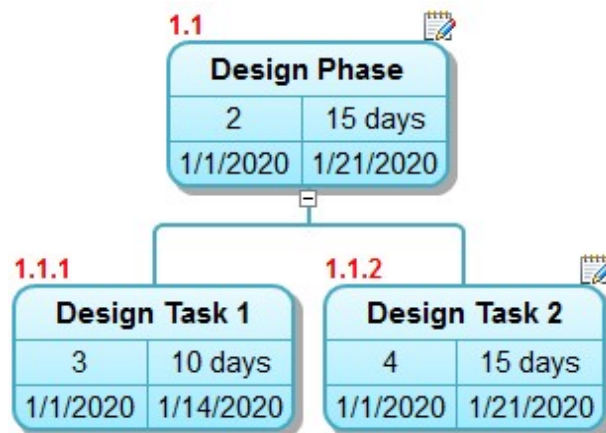 1.1
Design Phase
2 15 days
1/1/2020 1/21/2020
1.1.1
Design Task 1
3 10 days
1/1/2020 1/14/2020
1.1.2
Design Task 2
4 15 days
1/1/2020 1/21/2020